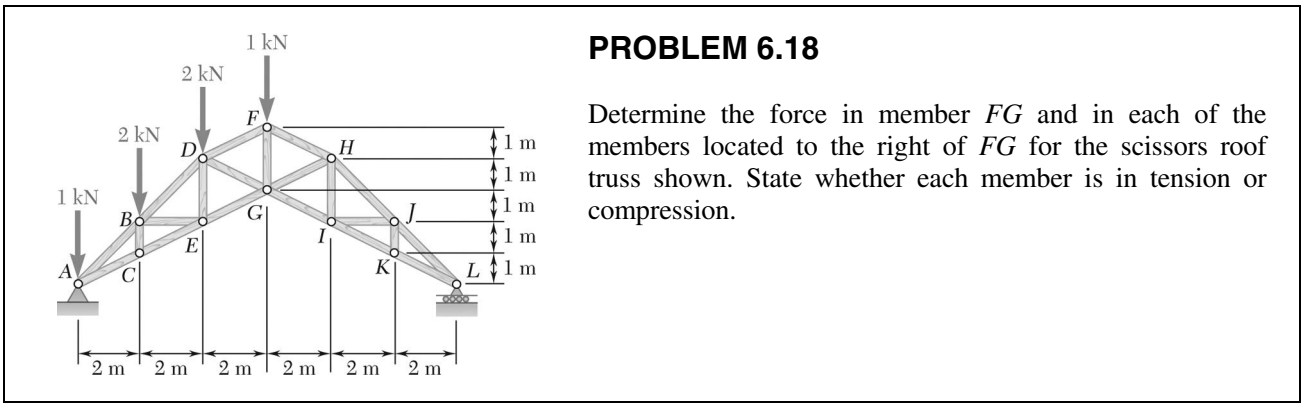 PROBLEM 6.18
Determine the force in member FG and in each of the
members located to the right of FG for the scissors roof
truss shown. State whether each member is in tension or
compression.
1 kN
2 kN
2 kN
1 kN
F
D
H
B
G
J
E
I
A
C
K
L
1 m
1 m
1 m
1 m
1 m
2 m 2 m 2 m 2 m 2 m 2 m